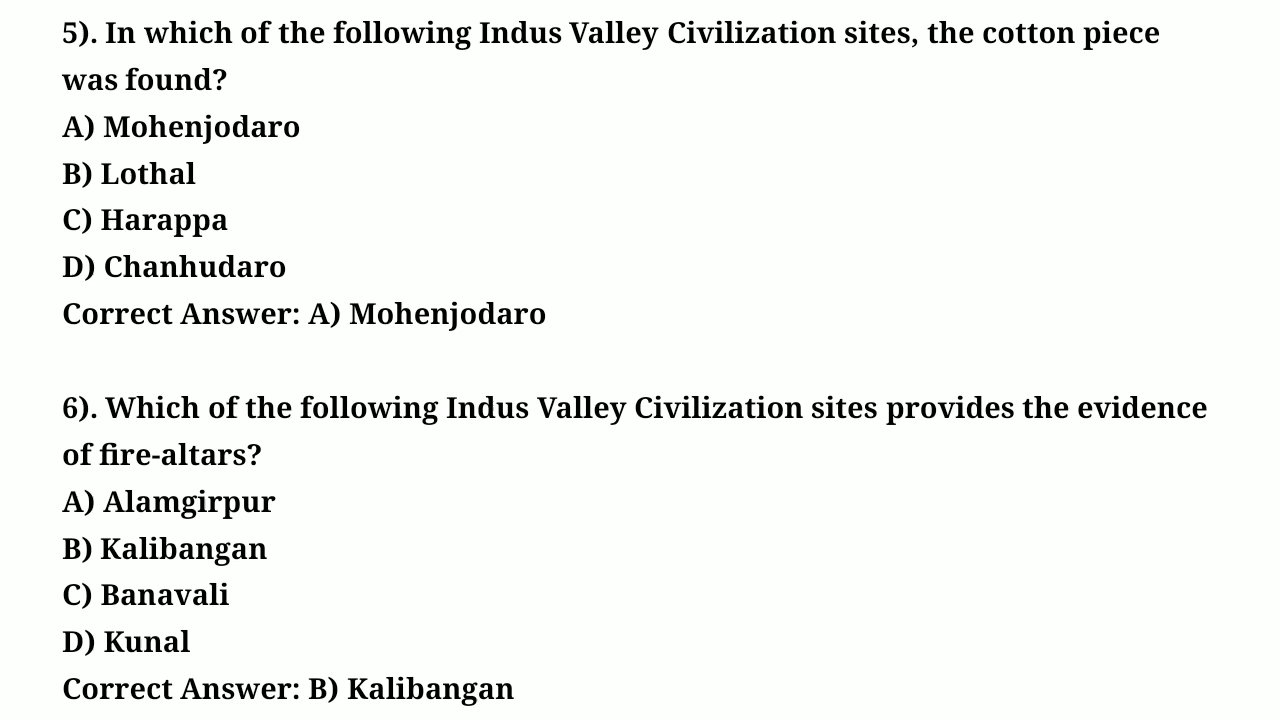 5). In which of the following Indus Valley Civilization sites, the cotton piece
was found?
A) Mohenjodaro
B) Lothal
C) Harappa
D) Chanhudaro
Correct Answer: A) Mohenjodaro
6). Which of the following Indus Valley Civilization sites provides the evidence
of fire-altars?
A) Alamgirpur
B) Kalibangan
C) Banavali
D) Kunal
Correct Answer: B) Kalibangan